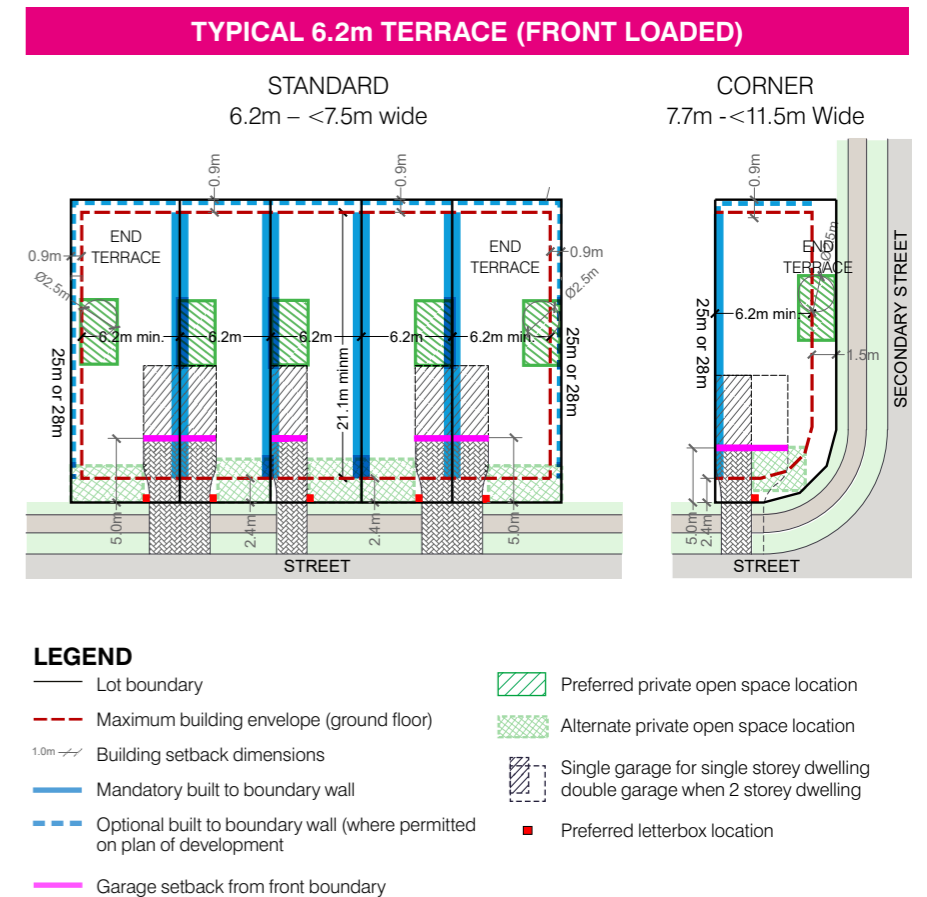 TYPICAL 6.2m TERRACE (FRONT LOADED)
STANDARD
6.2m – <7.5m wide
CORNER
7.7m -<11.5m Wide
0.9m
0.9m
END
TERRACE
END
TERRACE
0.9m
0.9m
Ø2.5m
Ø2.5m
6.2m min.
6.2m
6.2m
6.2m
6.2m min.
25m or 28m
25m or 28m
21.1m minm
5.0m
2.4m
2.4m
5.0m
STREET
0.9m
END
TERRACE
Ø2.5m
6.2m min
25m or 28m
1.5m
SECONDARY STREET
5.0m
2.4m
STREET
LEGEND
Lot boundary
Maximum building envelope (ground floor)
1.0m
Building setback dimensions
Mandatory built to boundary wall
Optional built to boundary wall (where permitted
on plan of development
Garage setback from front boundary
Preferred private open space location
Alternate private open space location
Single garage for single storey dwelling
double garage when 2 storey dwelling
Preferred letterbox location